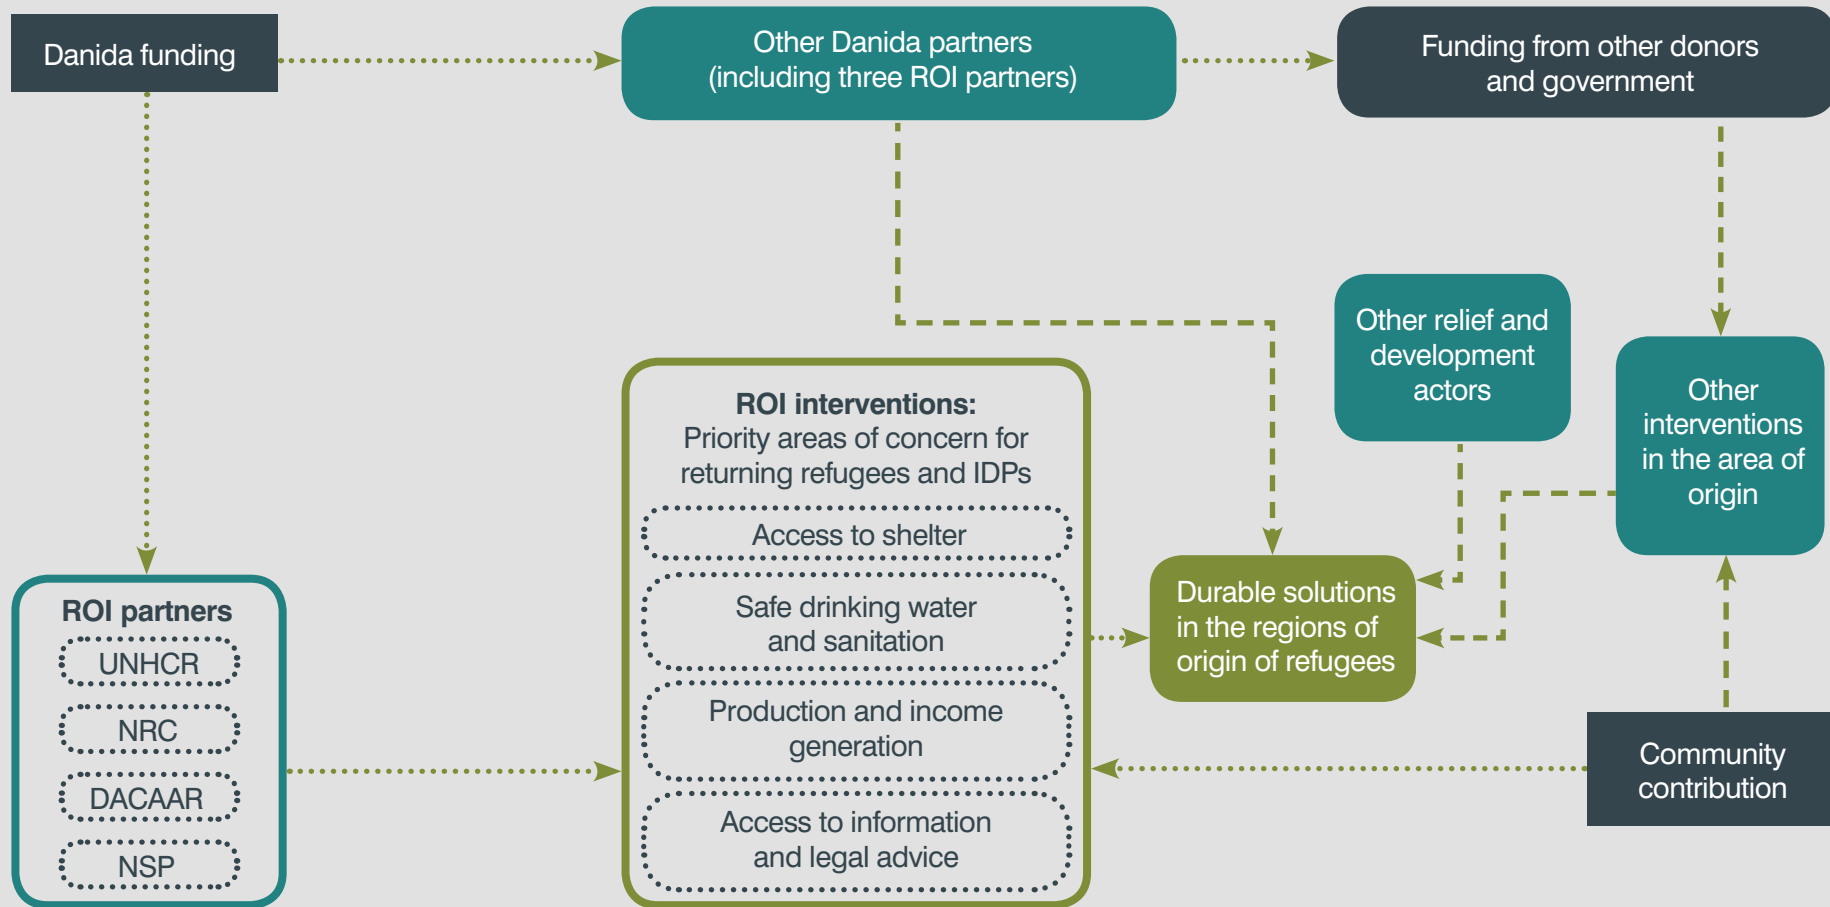 Danida funding
Other Danida partners
(including three ROI partners)
Funding from other donors
and government
Other relief and
development
actors
Other
interventions
in the area of
origin
ROI interventions:
Priority areas of concern for
returning refugees and IDPs
Access to shelter
Safe drinking water
and sanitation
Production and income
generation
Access to information
and legal advice
Durable solutions
in the regions of
origin of refugees
ROI partners
UNHCR
NRC
DACAAR
NSP
Community
contribution